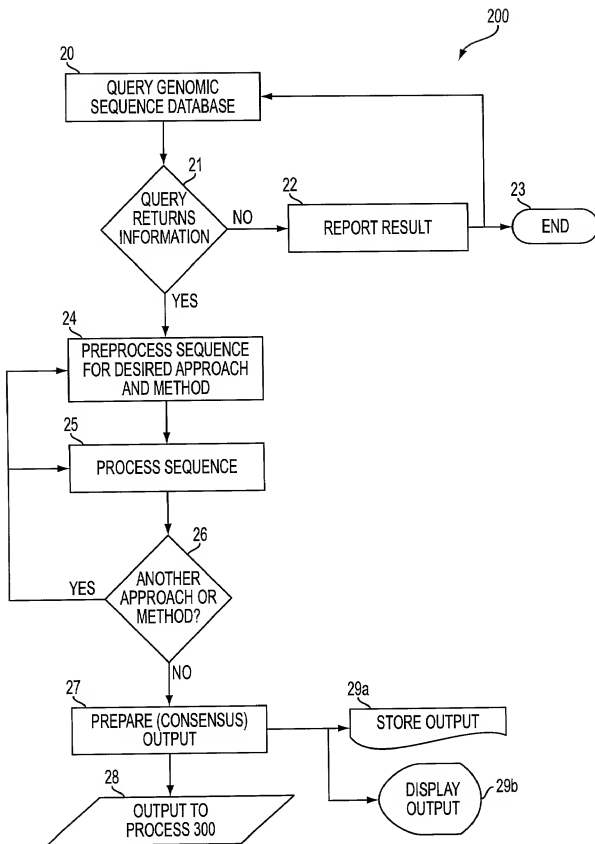 200
20
QUERY GENOMIC
SEQUENCE DATABASE
21
QUERY
RETURNS
INFORMATION
NO
22
REPORT RESULT
23
END
YES
24
PREPROCESS SEQUENCE
FOR DESIRED APPROACH
AND METHOD
25
PROCESS SEQUENCE
26
ANOTHER
APPROACH OR
METHOD?
YES
NO
27
PREPARE (CONSENSUS)
OUTPUT
29a
STORE OUTPUT
28
OUTPUT TO
PROCESS 300
DISPLAY
OUTPUT
29b